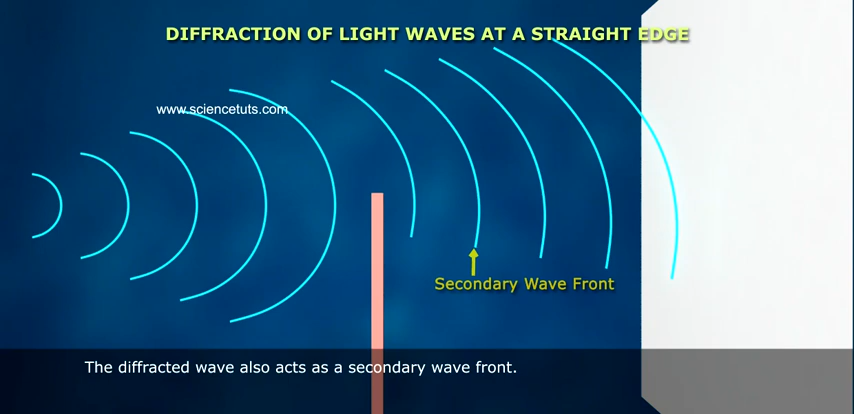 DIFFRACTION OF LIGHT WAVES AT A STRAIGHT EDGE
www.sciencetuts.com
Secondary Wave Front
The diffracted wave also acts as a secondary wave front.